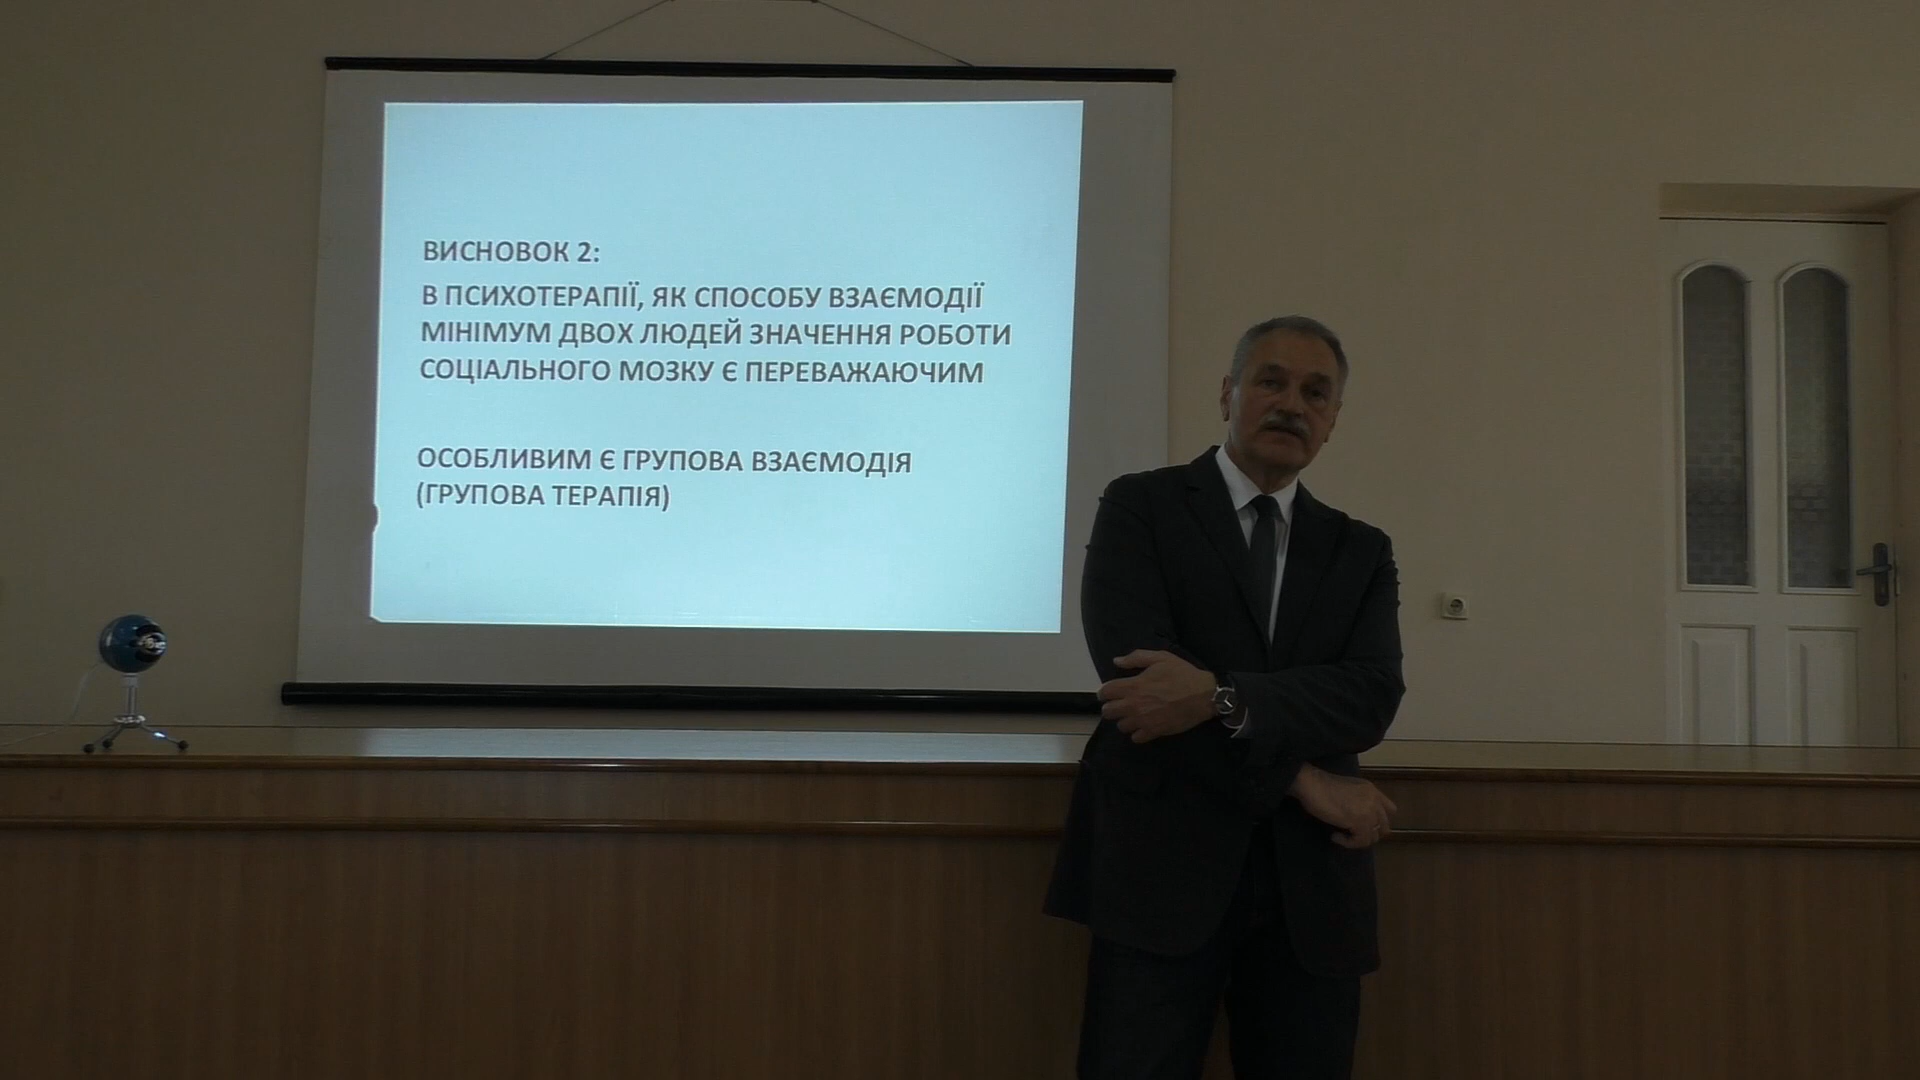 ВИСНОВОК 2:
В ПСИХОТЕРАПІЇ, ЯК СПОСОБУ ВЗАЄМОДІЇ
МІНІМУМ ДВОХ ЛЮДЕЙ ЗНАЧЕННЯ РОБОТИ
СОЦІАЛЬНОГО МОЗКУ Є ПЕРЕВАЖАЮЧИМ
ОСОБЛИВИМ Є ГРУПОВА ВЗАЄМОДІЯ
(ГРУПОВА ТЕРАПІЯ)